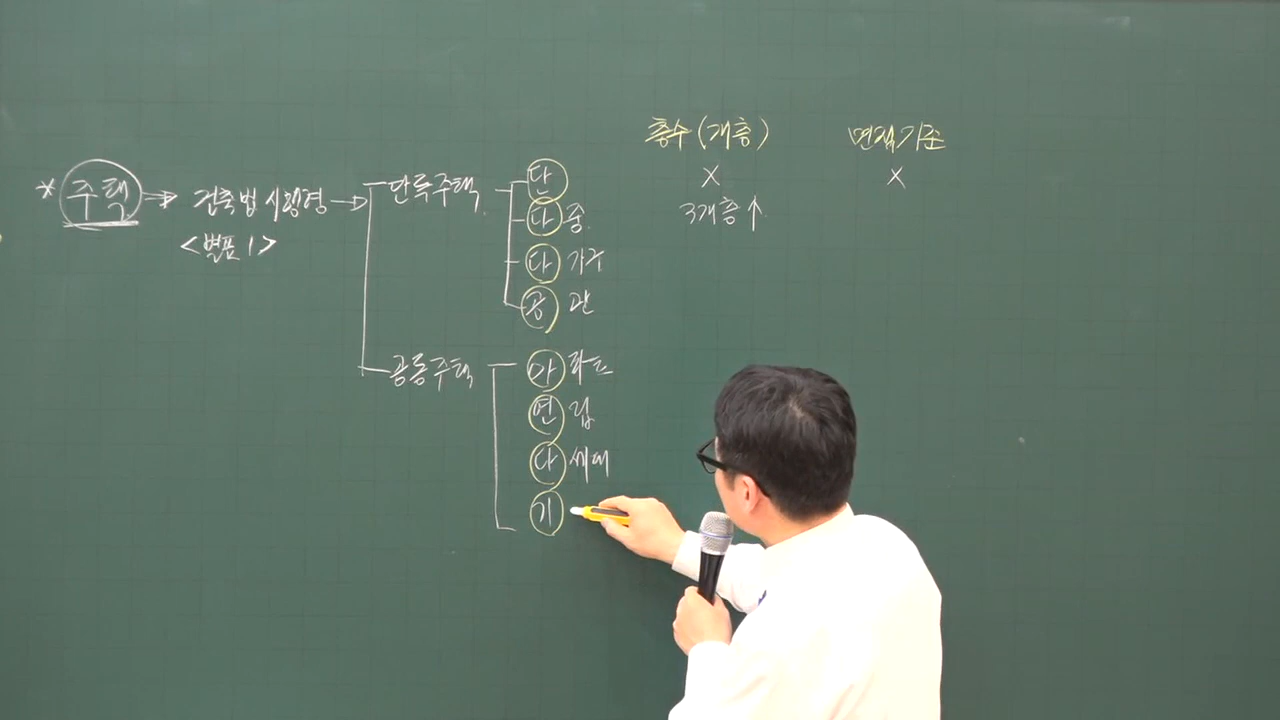 층수(개층) 면적기준
* 주택 → 건축법시행령 → 단독주택 단 X X
다중 3개층↑
<별표1>
다가구
공관
공동주택 아파트
연립
다세대
기